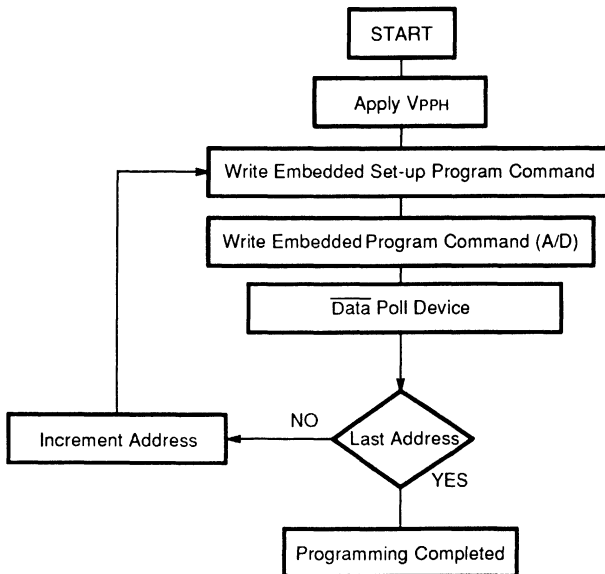 START
Apply VPPH
Write Embedded Set-up Program Command
Write Embedded Program Command (A/D)
Data Poll Device
NO
Increment Address
Last Address
YES
Programming Completed